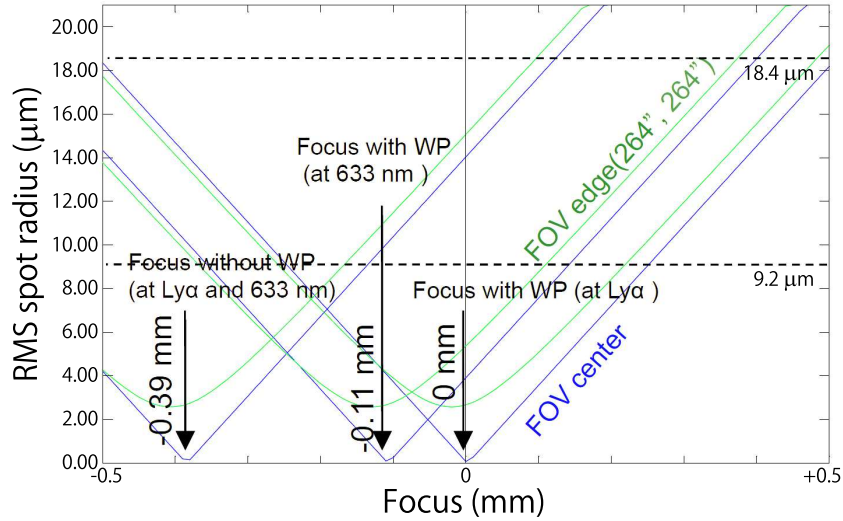 20.00
18.00
16.00
14.00
12.00
10.00
8.00
6.00
4.00
2.00
0.00
RMS spot radius (μm)
18.4 μm
Focus with WP
(at 633 nm )
FOV edge(264”, 264”)
Focus without WP
(at Lyα and 633 nm)
9.2 μm
Focus with WP (at Lyα )
-0.39 mm
-0.11 mm
0 mm
FOV center
-0.5
0
+0.5
Focus (mm)